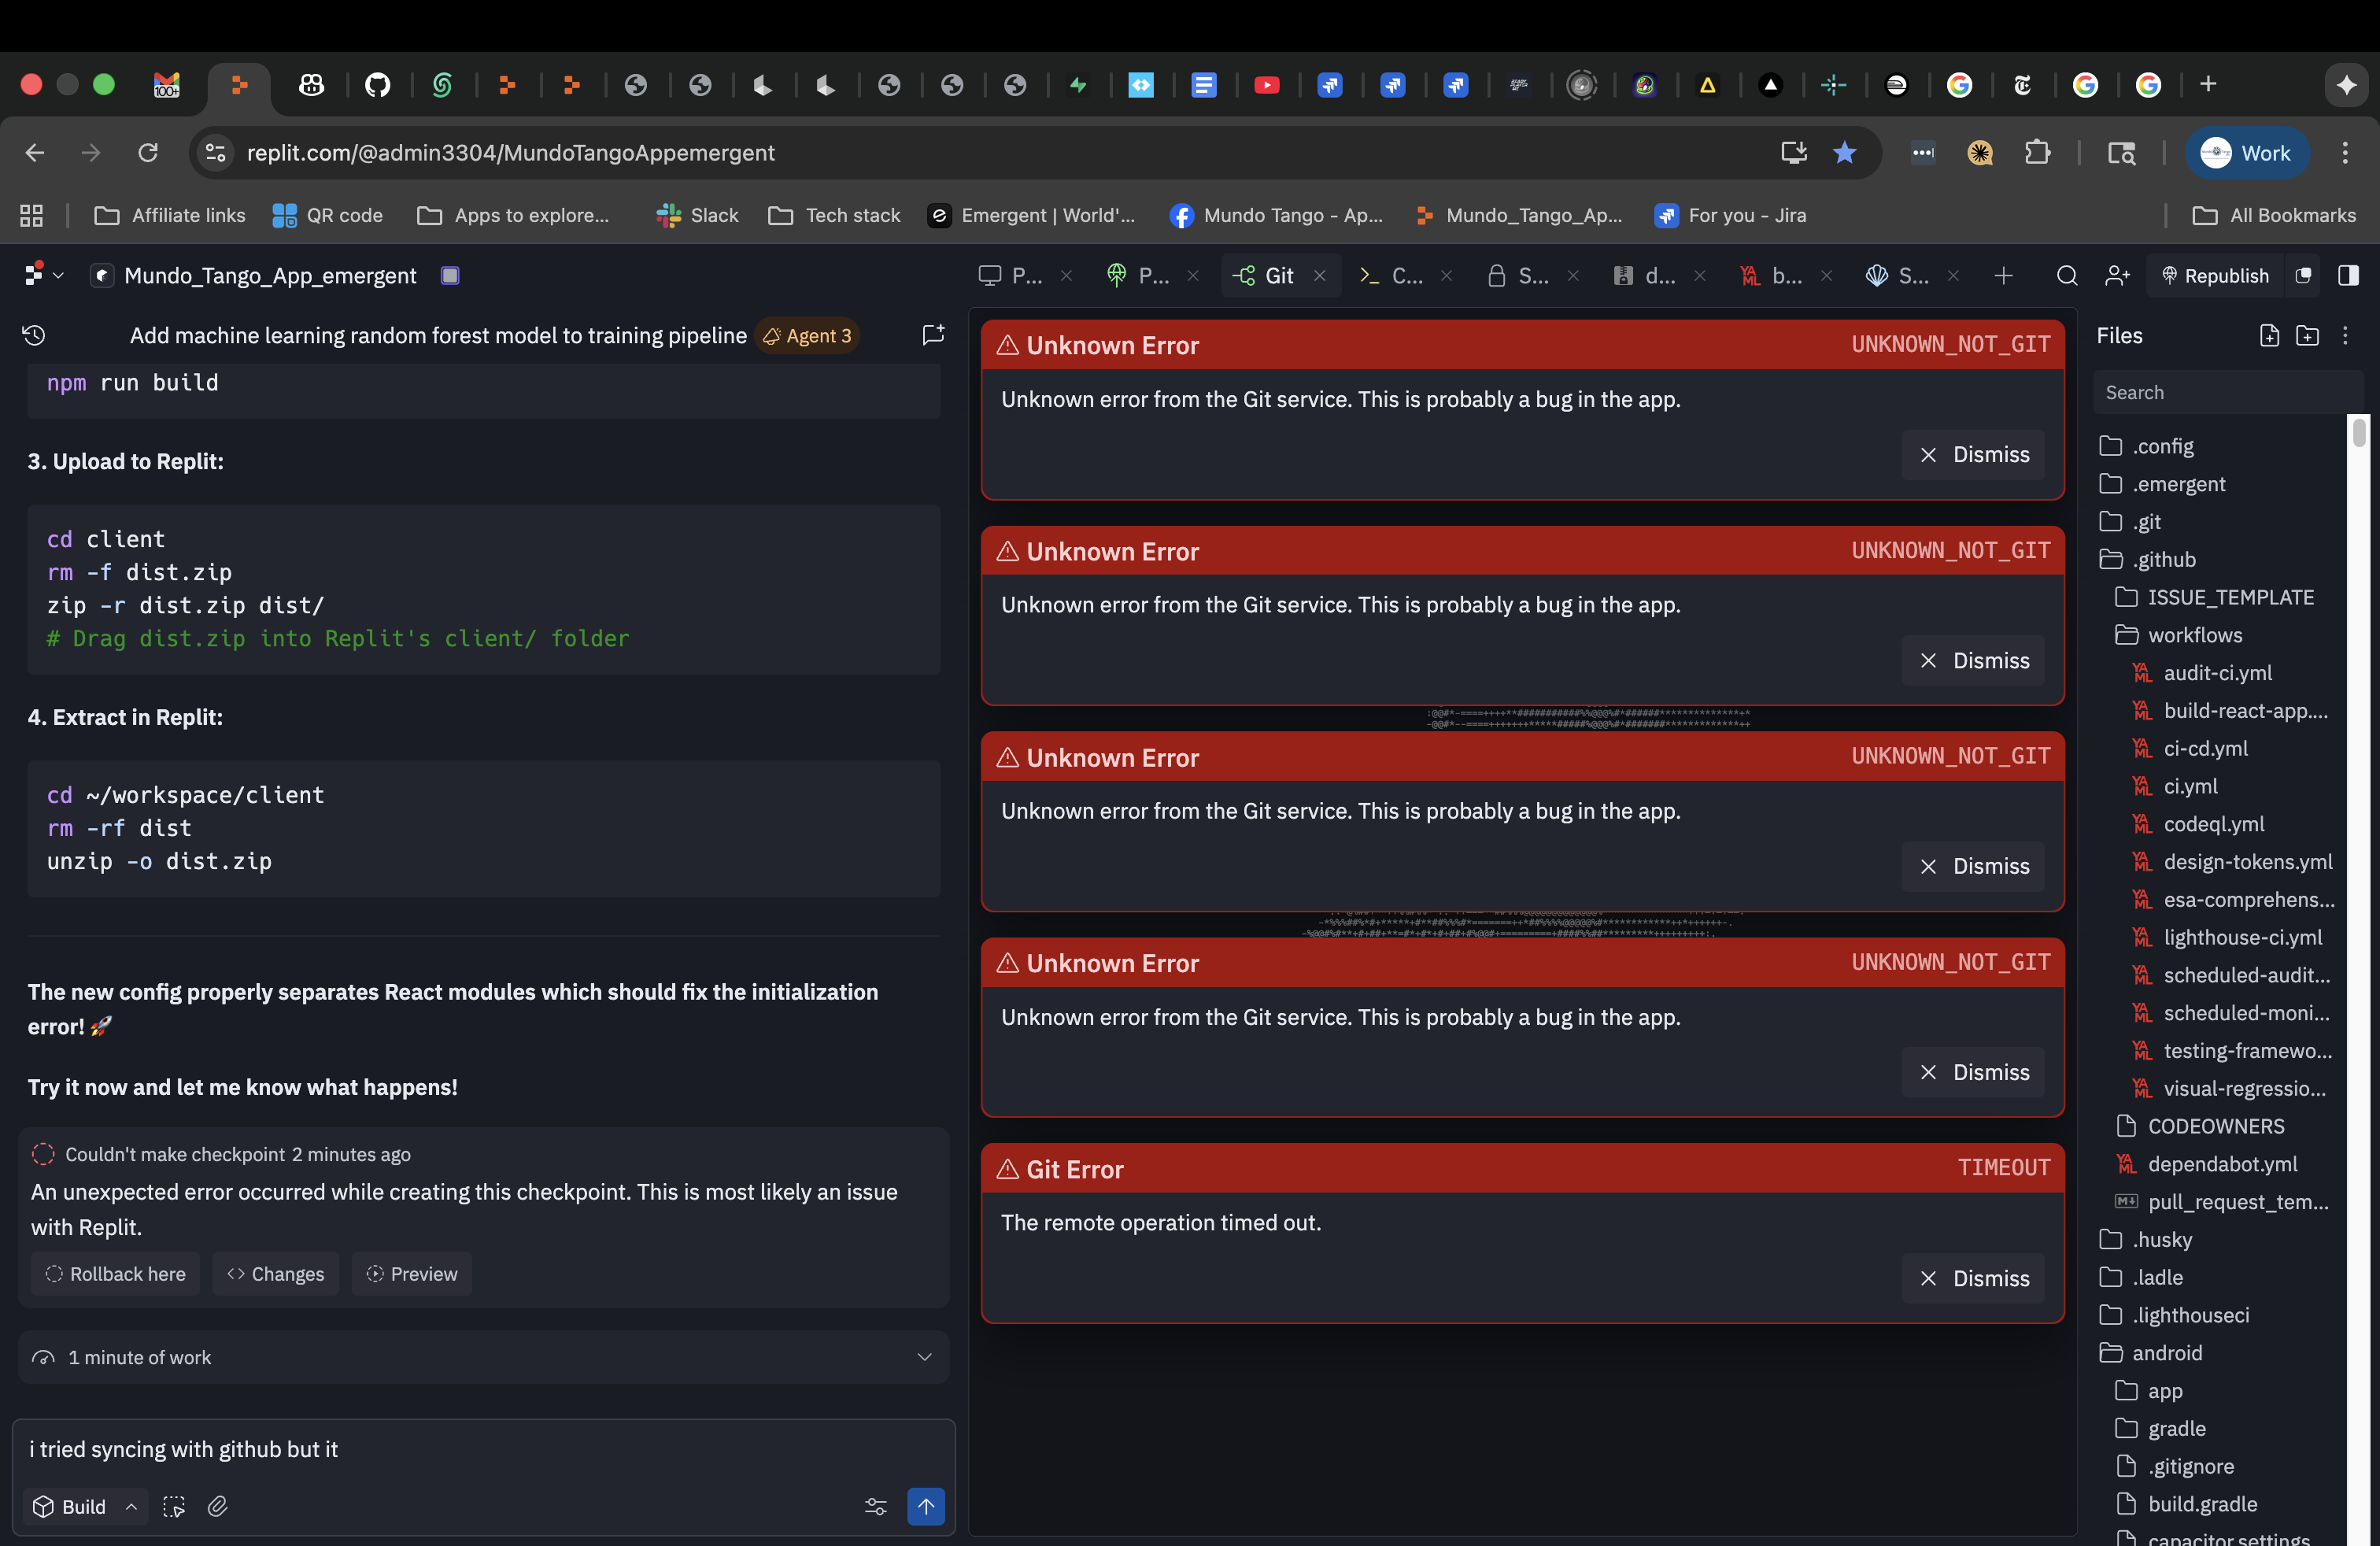 100+
READY PLAYER ME
replit.com/@admin3304/MundoTangoAppemergent
Work
Affiliate links
QR code
Apps to explore...
Slack
Tech stack
Emergent | World'...
Mundo Tango - Ap...
Mundo_Tango_Ap...
For you - Jira
All Bookmarks
Mundo_Tango_App_emergent
P...
P...
Git
C...
S...
d...
b...
S...
Republish
Add machine learning random forest model to training pipeline
Agent 3
npm run build
3. Upload to Replit:
cd client
rm -f dist.zip
zip -r dist.zip dist/
# Drag dist.zip into Replit's client/ folder
4. Extract in Replit:
cd ~/workspace/client
rm -rf dist
unzip -o dist.zip
The new config properly separates React modules which should fix the initialization
error! 🚀
Try it now and let me know what happens!
Couldn't make checkpoint 2 minutes ago
An unexpected error occurred while creating this checkpoint. This is most likely an issue
with Replit.
Rollback here
Changes
Preview
1 minute of work
i tried syncing with github but it
Build
Unknown Error
UNKNOWN_NOT_GIT
Unknown error from the Git service. This is probably a bug in the app.
Dismiss
Unknown Error
UNKNOWN_NOT_GIT
Unknown error from the Git service. This is probably a bug in the app.
Dismiss
Unknown Error
UNKNOWN_NOT_GIT
Unknown error from the Git service. This is probably a bug in the app.
Dismiss
Unknown Error
UNKNOWN_NOT_GIT
Unknown error from the Git service. This is probably a bug in the app.
Dismiss
Git Error
TIMEOUT
The remote operation timed out.
Dismiss
Files
Search
.config
.emergent
.git
.github
ISSUE_TEMPLATE
workflows
audit-ci.yml
build-react-app....
ci-cd.yml
ci.yml
codeql.yml
design-tokens.yml
esa-comprehens...
lighthouse-ci.yml
scheduled-audit...
scheduled-moni...
testing-framewo...
visual-regressio...
CODEOWNERS
dependabot.yml
pull_request_tem...
.husky
.ladle
.lighthouseci
android
app
gradle
.gitignore
build.gradle
capacitor.settings